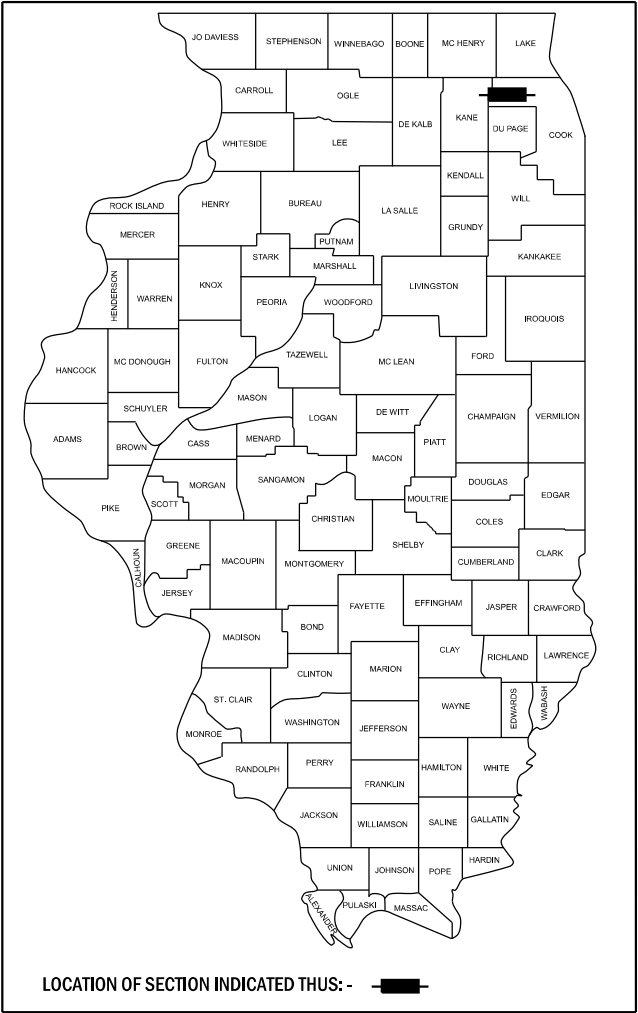 JO DAVIESS
STEPHENSON
WINNEBAGO
BOONE
MC HENRY
LAKE
CARROLL
OGLE
DE KALB
KANE
DU PAGE
COOK
WHITESIDE
LEE
KENDALL
WILL
ROCK ISLAND
HENRY
BUREAU
LA SALLE
GRUNDY
MERCER
PUTNAM
STARK
MARSHALL
KANKAKEE
HENDERSON
WARREN
KNOX
PEORIA
WOODFORD
LIVINGSTON
IROQUOIS
HANCOCK
MC DONOUGH
FULTON
TAZEWELL
MC LEAN
FORD
MASON
SCHUYLER
LOGAN
DE WITT
CHAMPAIGN
VERMILION
ADAMS
BROWN
CASS
MENARD
PIATT
MACON
MORGAN
SANGAMON
DOUGLAS
EDGAR
PIKE
SCOTT
CHRISTIAN
MOULTRIE
COLES
CALHOUN
GREENE
MACOUPIN
MONTGOMERY
SHELBY
CUMBERLAND
CLARK
JERSEY
FAYETTE
EFFINGHAM
JASPER
CRAWFORD
MADISON
BOND
CLAY
RICHLAND
LAWRENCE
CLINTON
MARION
ST. CLAIR
WAYNE
EDWARDS
WABASH
WASHINGTON
JEFFERSON
MONROE
RANDOLPH
PERRY
HAMILTON
WHITE
FRANKLIN
JACKSON
WILLIAMSON
SALINE
GALLATIN
UNION
JOHNSON
POPE
HARDIN
ALEXANDER
PULASKI
MASSAC
LOCATION OF SECTION INDICATED THUS: -